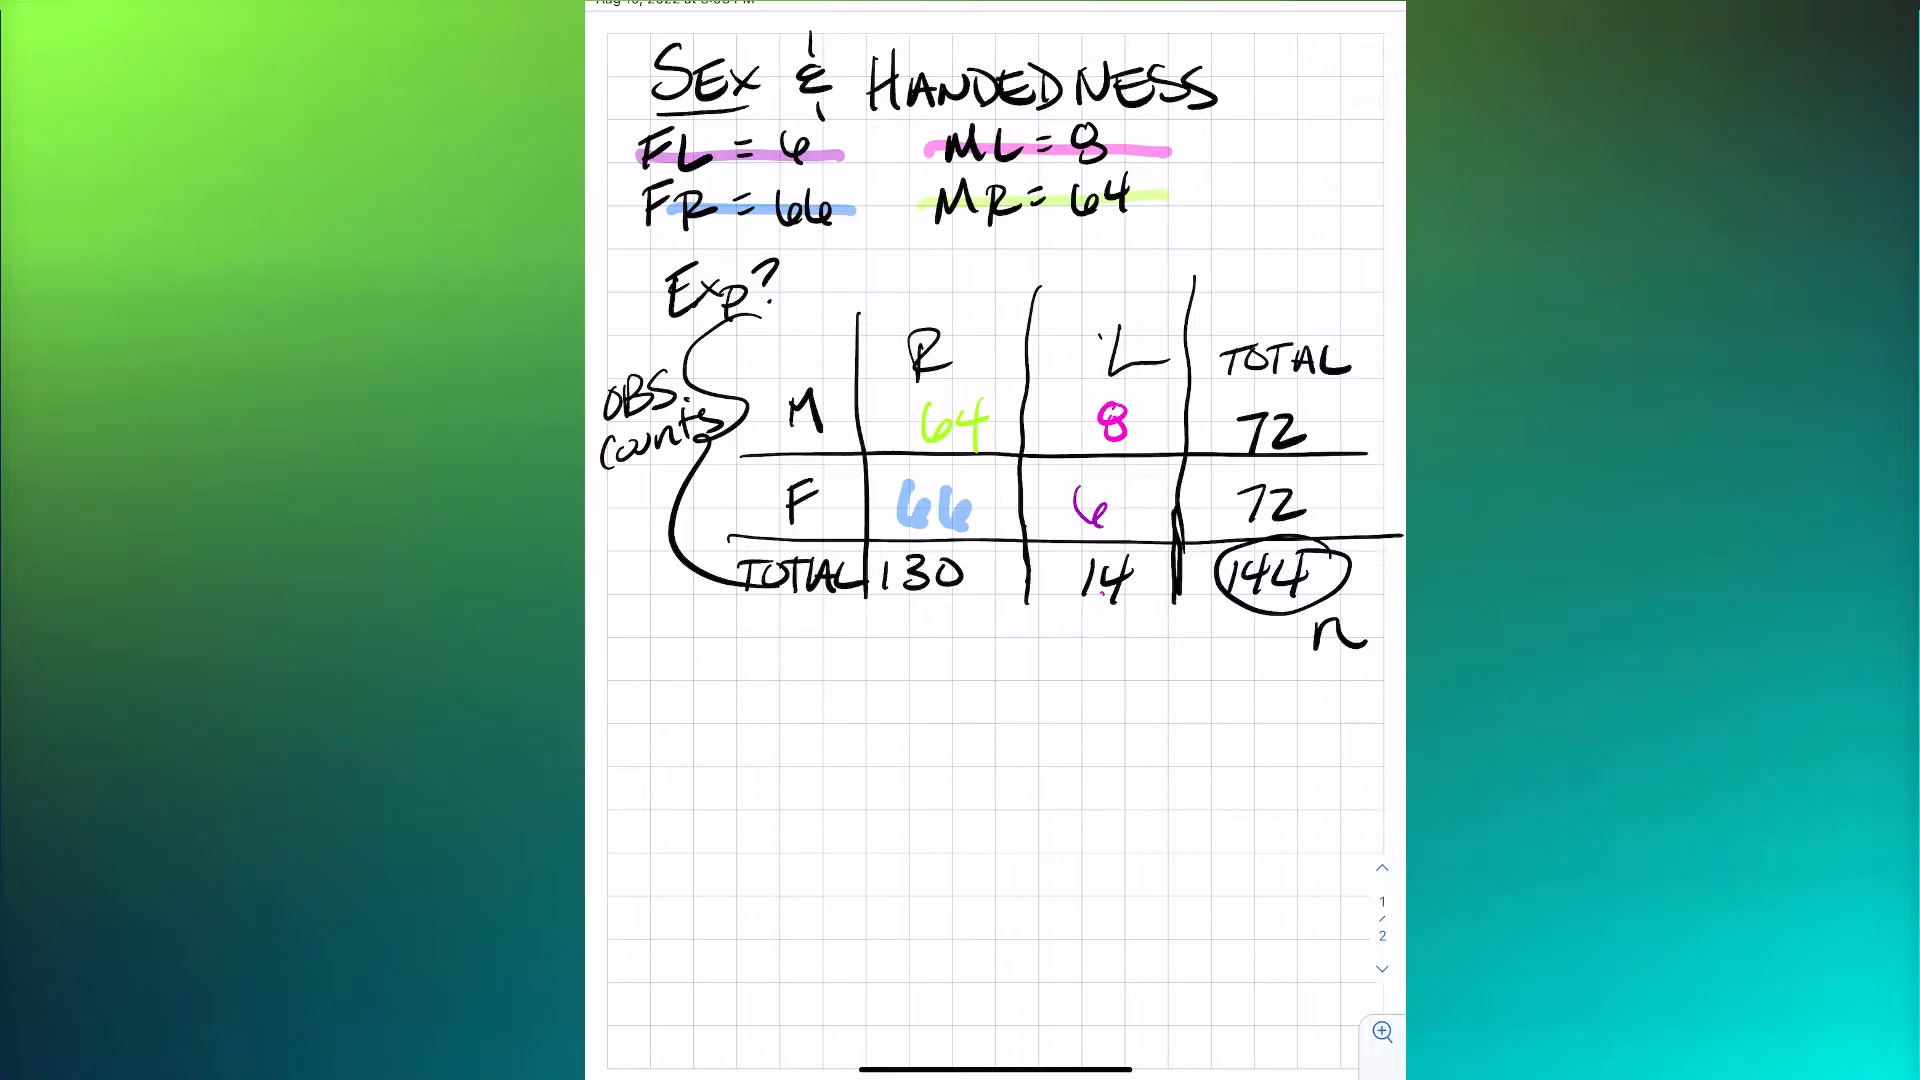 SEX & HANDEDNESS
FL = 6 ML = 8
FR = 66 MR = 64
Exp?
R L TOTAL
OBS. counts
M 64 8 72
F 66 6 72
TOTAL 130 14 144
n
1
/
2